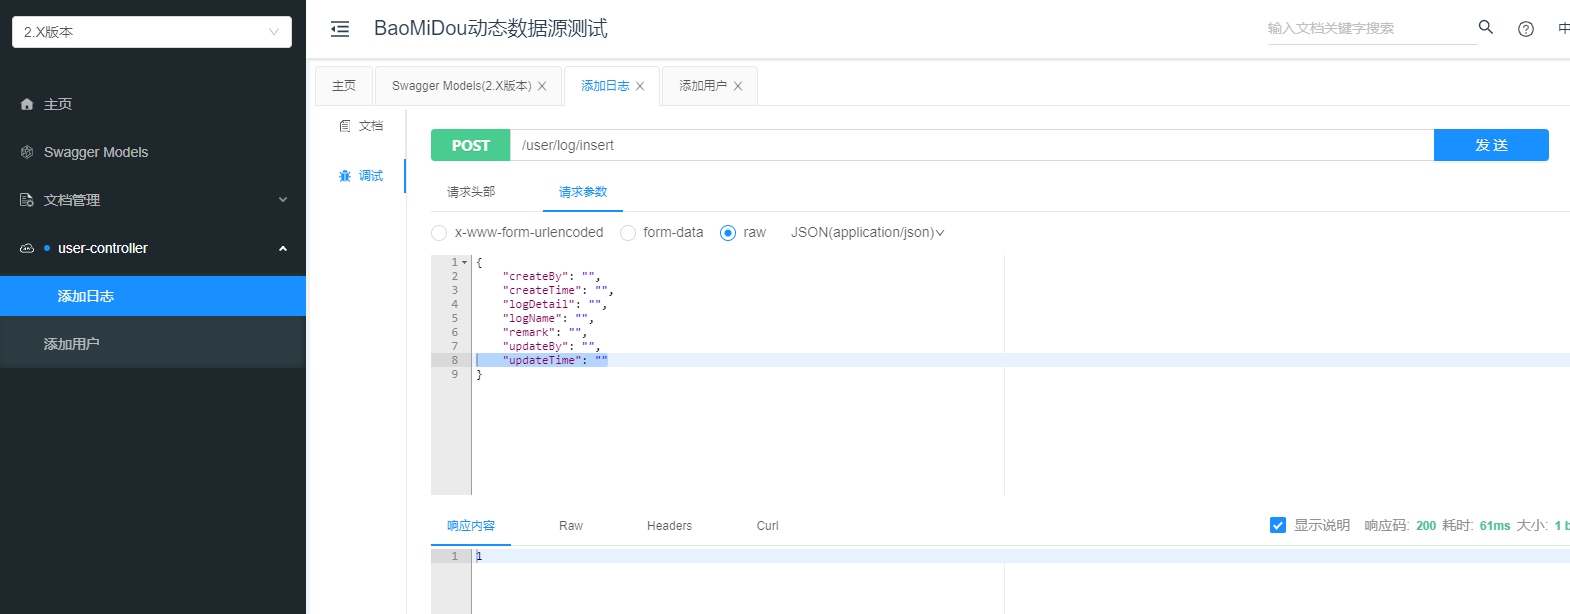 2.X版本
BaoMiDou动态数据源测试
输入文档关键字搜索
中
主页
Swagger Models
文档管理
user-controller
添加日志
添加用户
主页
Swagger Models(2.X版本)
添加日志
添加用户
文档
调试
POST
/user/log/insert
发 送
请求头部
请求参数
x-www-form-urlencoded
form-data
raw
JSON(application/json)
1 {
2 "createBy": "",
3 "createTime": "",
4 "logDetail": "",
5 "logName": "",
6 "remark": "",
7 "updateBy": "",
8 "updateTime": ""
9 }
响应内容
Raw
Headers
Curl
显示说明
响应码: 200 耗时: 61ms 大小: 1 b
1 1